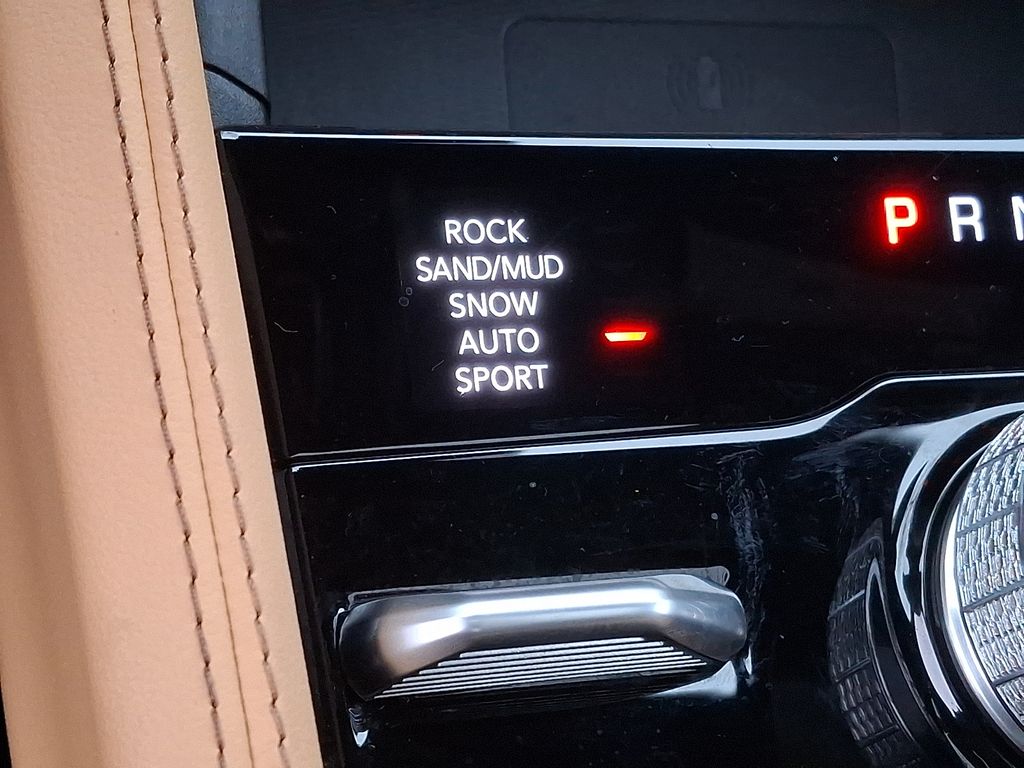 ROCK
SAND/MUD
SNOW
AUTO
SPORT
P R N